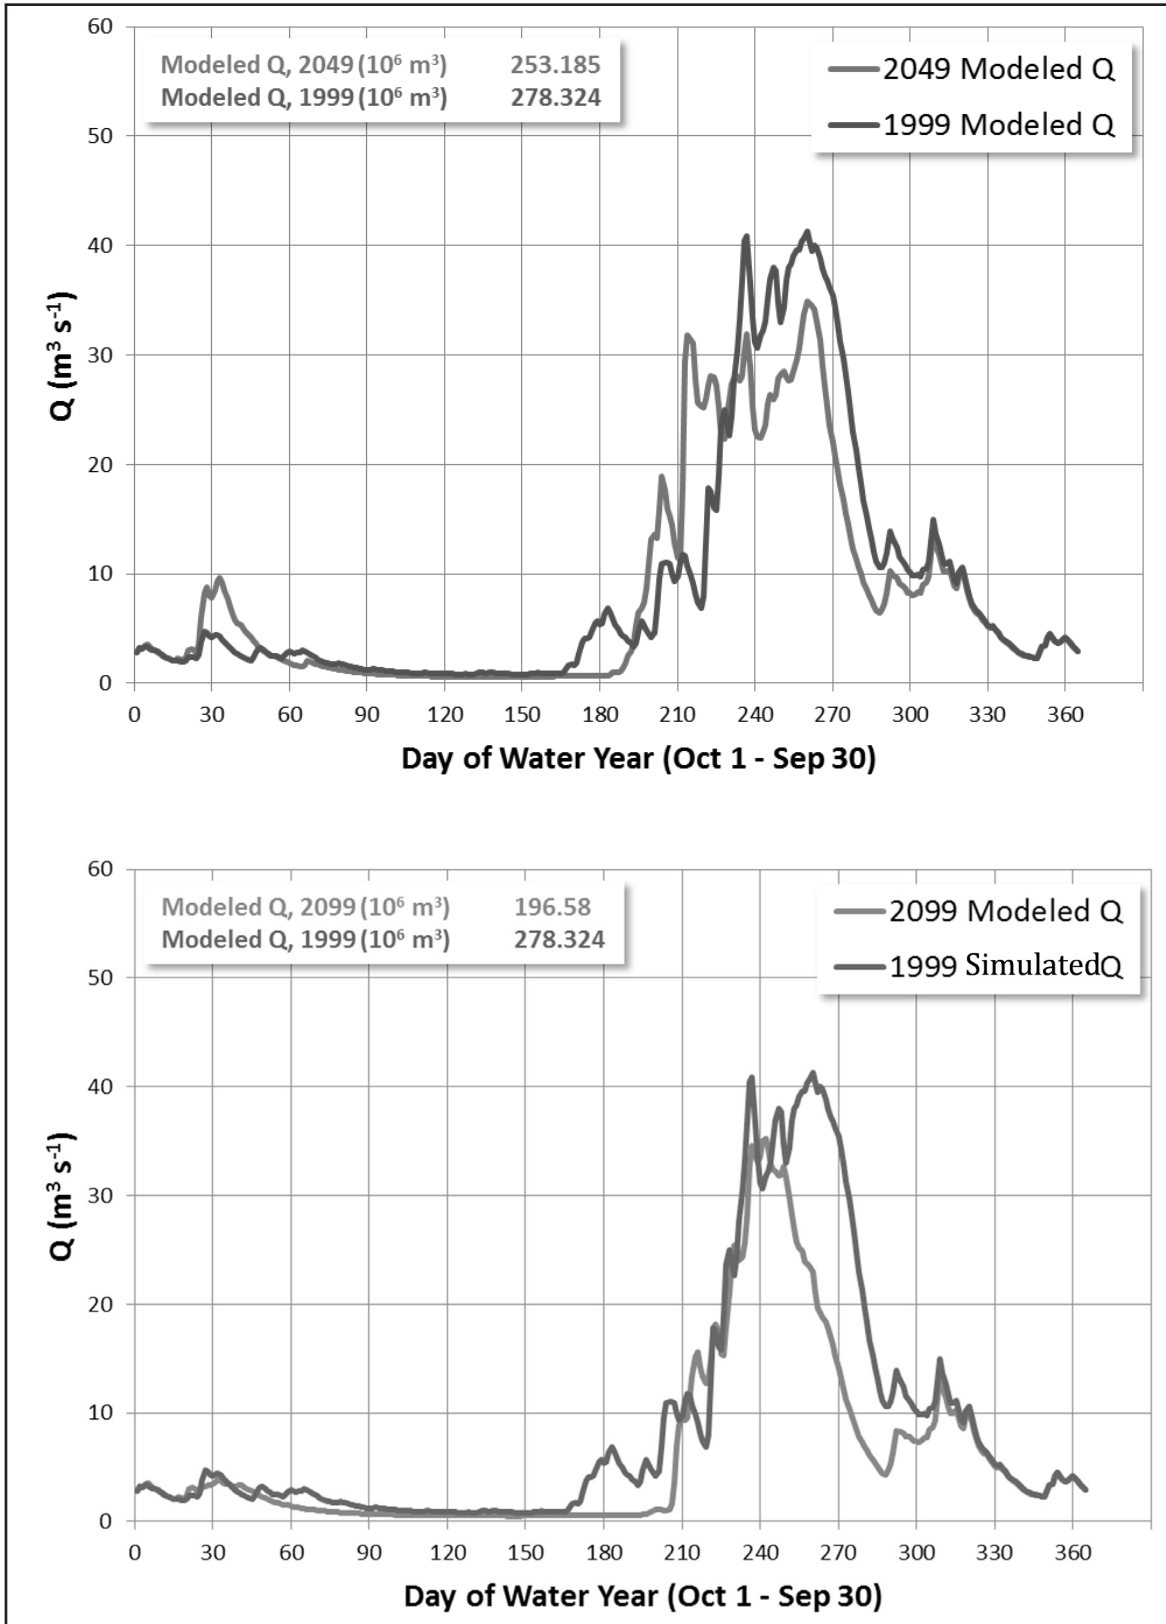 60
50
40
30
20
10
0
Q (m³ s⁻¹)
Modeled Q, 2049 (10⁶ m³) 253.185
Modeled Q, 1999 (10⁶ m³) 278.324
2049 Modeled Q
1999 Modeled Q
0 30 60 90 120 150 180 210 240 270 300 330 360
Day of Water Year (Oct 1 - Sep 30)
60
50
40
30
20
10
0
Q (m³ s⁻¹)
Modeled Q, 2099 (10⁶ m³) 196.58
Modeled Q, 1999 (10⁶ m³) 278.324
2099 Modeled Q
1999 SimulatedQ
0 30 60 90 120 150 180 210 240 270 300 330 360
Day of Water Year (Oct 1 - Sep 30)